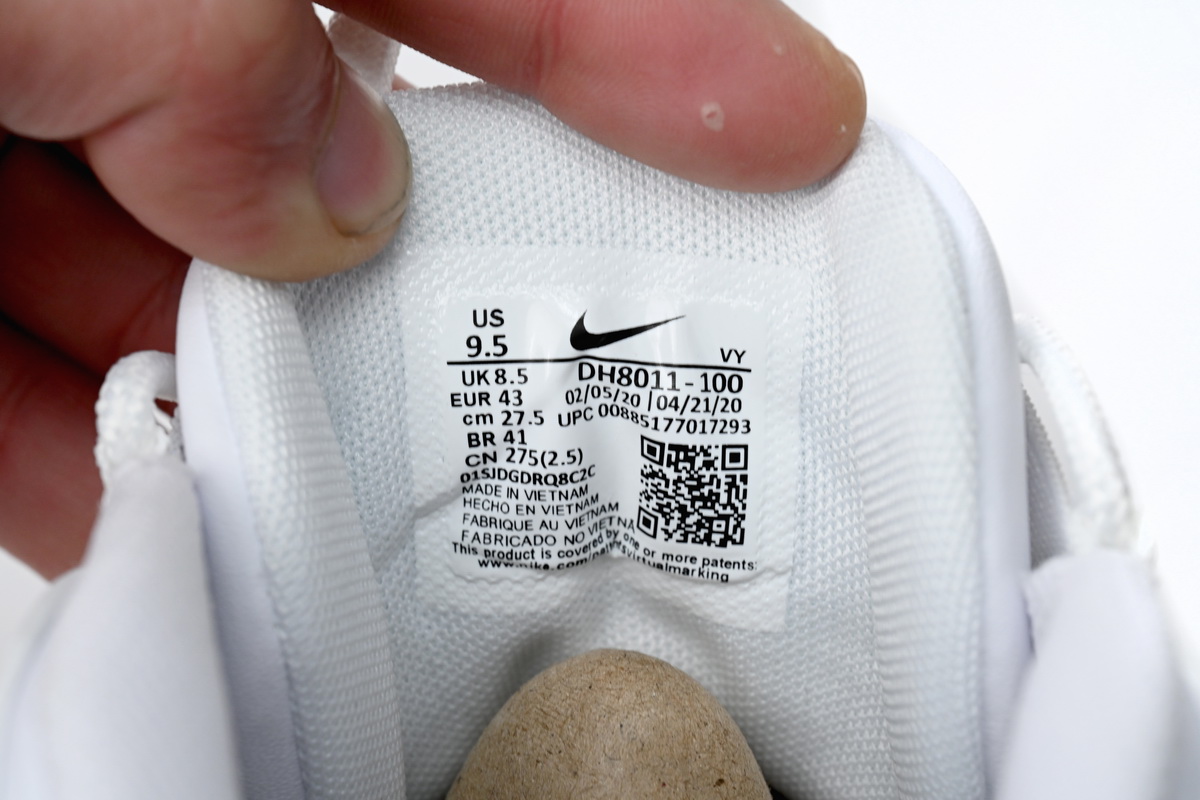 US
9.5
VY
UK 8.5
EUR 43
cm 27.5
BR 41
CN 275(2.5)
DH8011-100
02/05/20 | 04/21/20
UPC 00885177017293
01SJDGDRQ8C2C
MADE IN VIETNAM
HECHO EN VIETNAM
FABRIQUE AU VIETNAM
FABRICADO NO VIETNÃ
This product is covered by one or more patents: